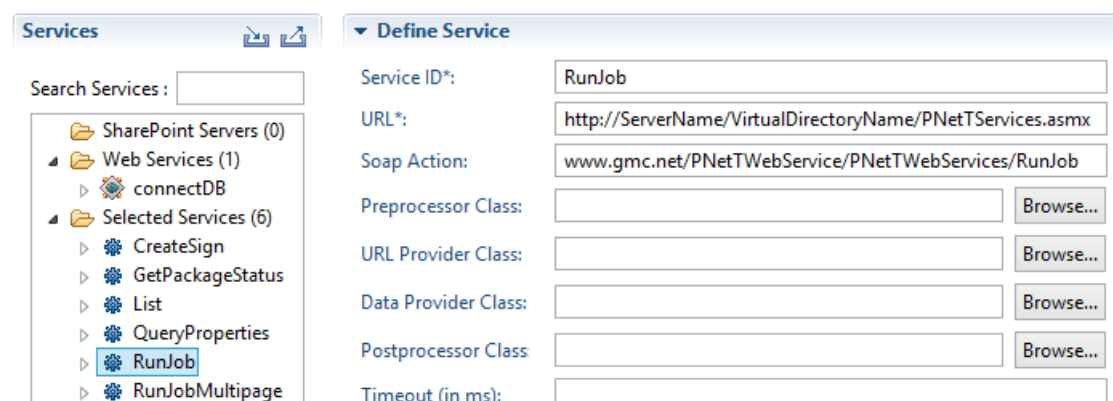 Services
Search Services :
SharePoint Servers (0)
Web Services (1)
connectDB
Selected Services (6)
CreateSign
GetPackageStatus
List
QueryProperties
RunJob
RunJobMultipage
Define Service
Service ID*: RunJob
URL*: http://ServerName/VirtualDirectoryName/PNetTServices.asmx
Soap Action: www.gmc.net/PNetTWebService/PNetTWebServices/RunJob
Preprocessor Class: Browse...
URL Provider Class: Browse...
Data Provider Class: Browse...
Postprocessor Class Browse...
Timeout (in ms):